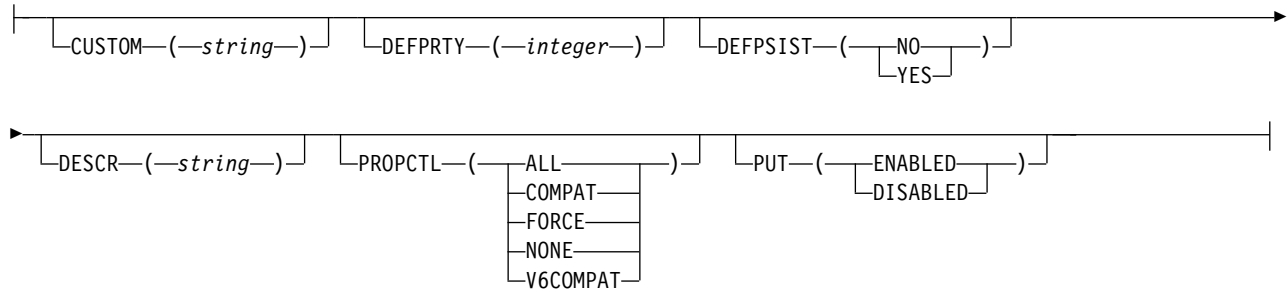 CUSTOM ( string ) DEFPRTY ( integer ) DEFPSIST ( NO )
YES
DESCR ( string ) PROPCTL ( ALL ) PUT ( ENABLED )
COMPAT DISABLED
FORCE
NONE
V6COMPAT